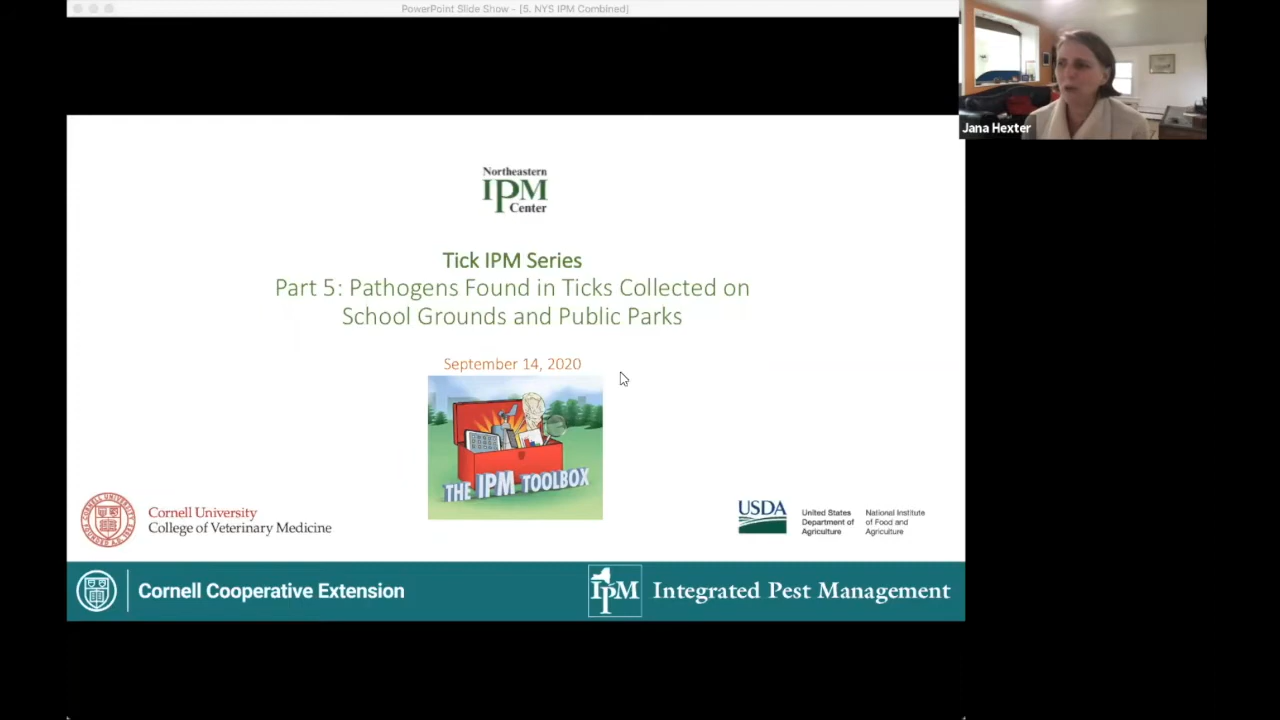 PowerPoint Slide Show - [5. NYS IPM Combined]
Jana Hexter
Northeastern
IPM
Center
Tick IPM Series
Part 5: Pathogens Found in Ticks Collected on
School Grounds and Public Parks
September 14, 2020
THE IPM TOOLBOX
Cornell University
College of Veterinary Medicine
USDA
United States
Department of
Agriculture
National Institute
of Food and
Agriculture
Cornell Cooperative Extension
IPM
Integrated Pest Management